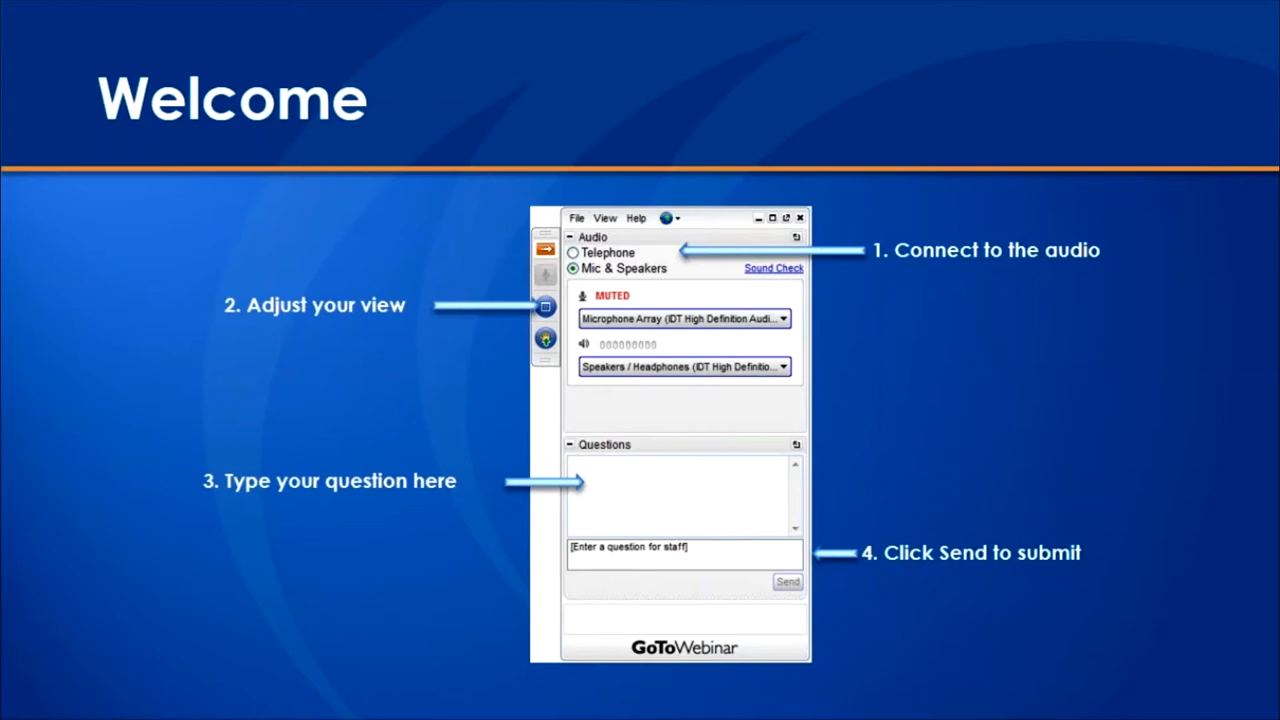 Welcome
File View Help
Audio
Telephone
1. Connect to the audio
Mic & Speakers
Sound Check
MUTED
2. Adjust your view
Microphone Array (IDT High Definition Audi...
Speakers / Headphones (IDT High Definitio...
Questions
3. Type your question here
[Enter a question for staff]
4. Click Send to submit
Send
GoToWebinar